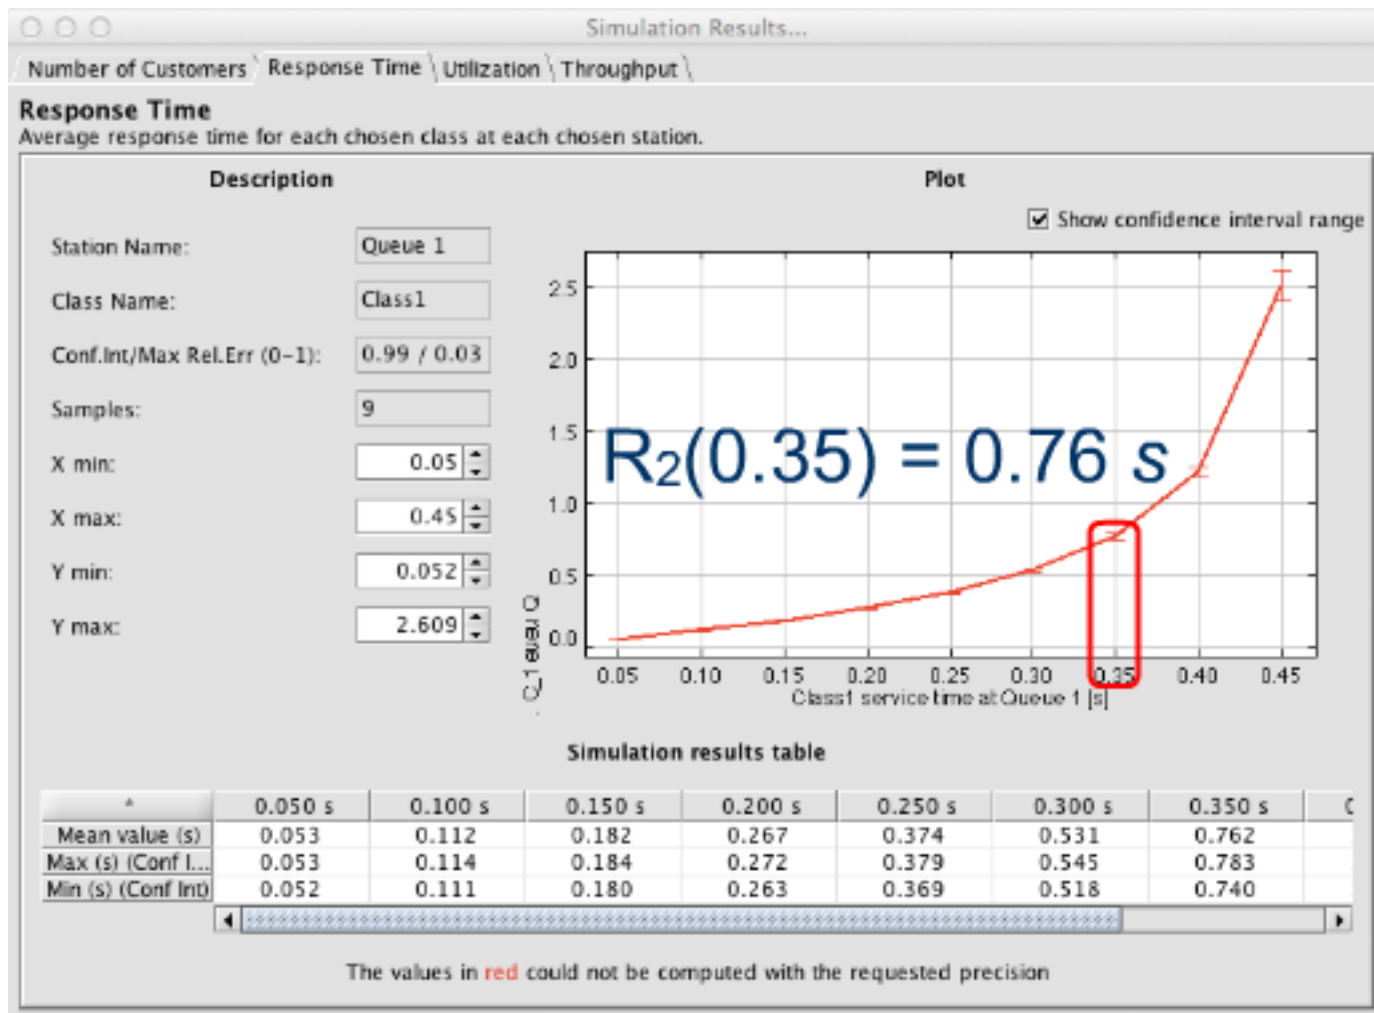 Simulation Results...
Number of Customers Response Time Utilization Throughput
Response Time
Average response time for each chosen class at each chosen station.
Description
Plot
Show confidence interval range
Station Name: Queue 1
Class Name: Class1
Conf.Int/Max Rel.Err (0-1): 0.99 / 0.03
Samples: 9
X min: 0.05
X max: 0.45
Y min: 0.052
Y max: 2.609
2.5
2.0
1.5
1.0
0.5
0.0
R2(0.35) = 0.76 s
0.05 0.10 0.15 0.20 0.25 0.30 0.35 0.40 0.45
Class1 service time at Queue 1 [s]
Simulation results table
0.050 s 0.100 s 0.150 s 0.200 s 0.250 s 0.300 s 0.350 s
Mean value (s) 0.053 0.112 0.182 0.267 0.374 0.531 0.762
Max (s) (Conf I... 0.053 0.114 0.184 0.272 0.379 0.545 0.783
Min (s) (Conf Int) 0.052 0.111 0.180 0.263 0.369 0.518 0.740
The values in red could not be computed with the requested precision